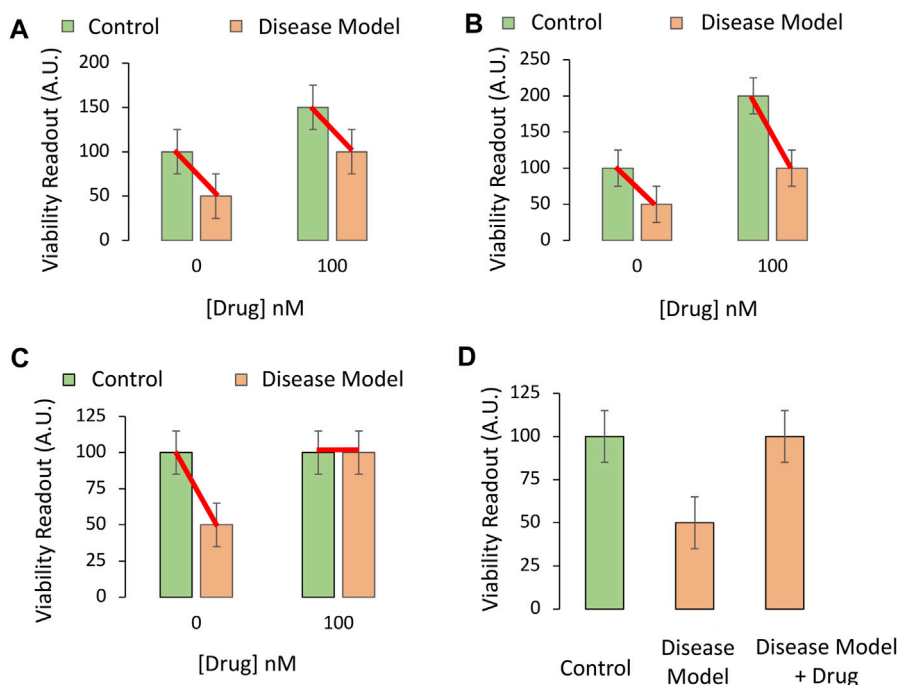 A
Control
Disease Model
Viability Readout (A.U.)
200
150
100
50
0
0
100
[Drug] nM
B
Control
Disease Model
Viability Readout (A.U.)
250
200
150
100
50
0
0
100
[Drug] nM
C
Control
Disease Model
Viability Readout (A.U.)
125
100
75
50
25
0
0
100
[Drug] nM
D
Viability Readout (A.U.)
125
100
75
50
25
0
Control
Disease
Model
Disease Model
+ Drug